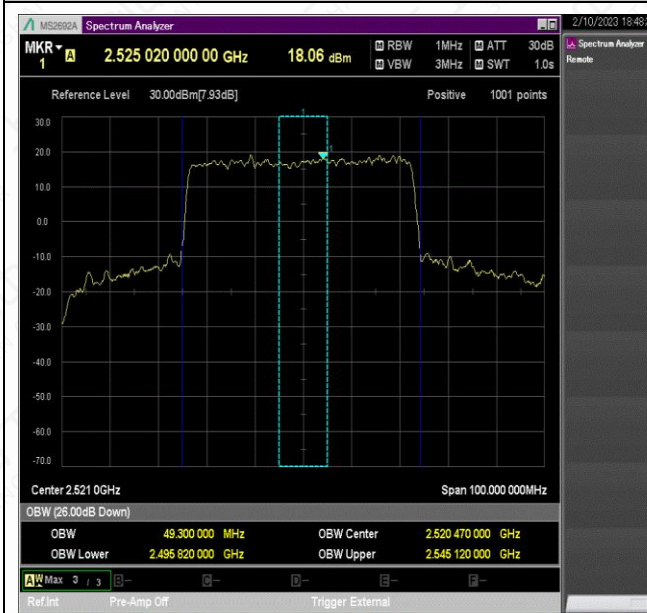 MS2692A Spectrum Analyzer
2/10/2023 18:48:
MKR 1 A 2.525 020 000 00 GHz 18.06 dBm
M RBW 1MHz M ATT 30dB
M VBW 3MHz M SWT 1.0s
Spectrum Analyzer
Remote
Reference Level 30.00dBm[7.93dB] Positive 1001 points
30.0
20.0
1
10.0
0.0
-10.0
-20.0
-30.0
-40.0
-50.0
-60.0
-70.0
Center 2.521 0GHz Span 100.000 000MHz
OBW (26.00dB Down)
OBW 49.300 000 MHz OBW Center 2.520 470 000 GHz
OBW Lower 2.495 820 000 GHz OBW Upper 2.545 120 000 GHz
A W Max 3 / 3 B- C- D- E- F-
Ref.Int Pre-Amp Off Trigger External